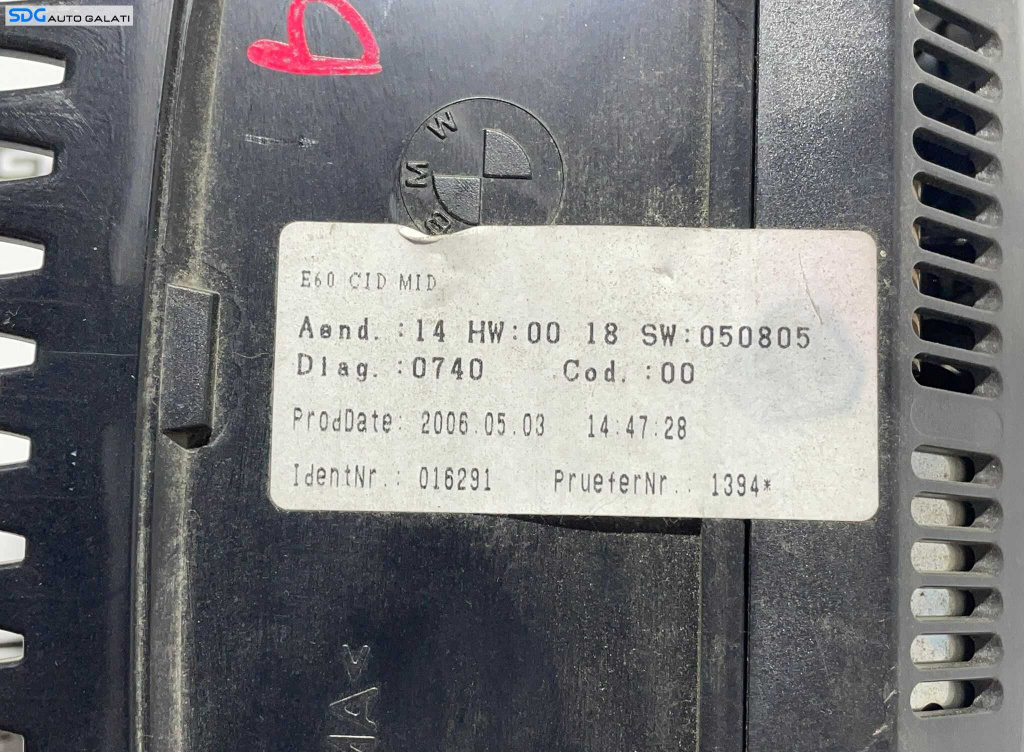 SDG AUTO GALATI
BMW
E60 CID MID
Aend. :14 HW:00 18 SW:050805
Diag. :0740 Cod. :00
ProdDate: 2006.05.03 14:47:28
IdentNr.: 016291 PrueferNr.: 1394*